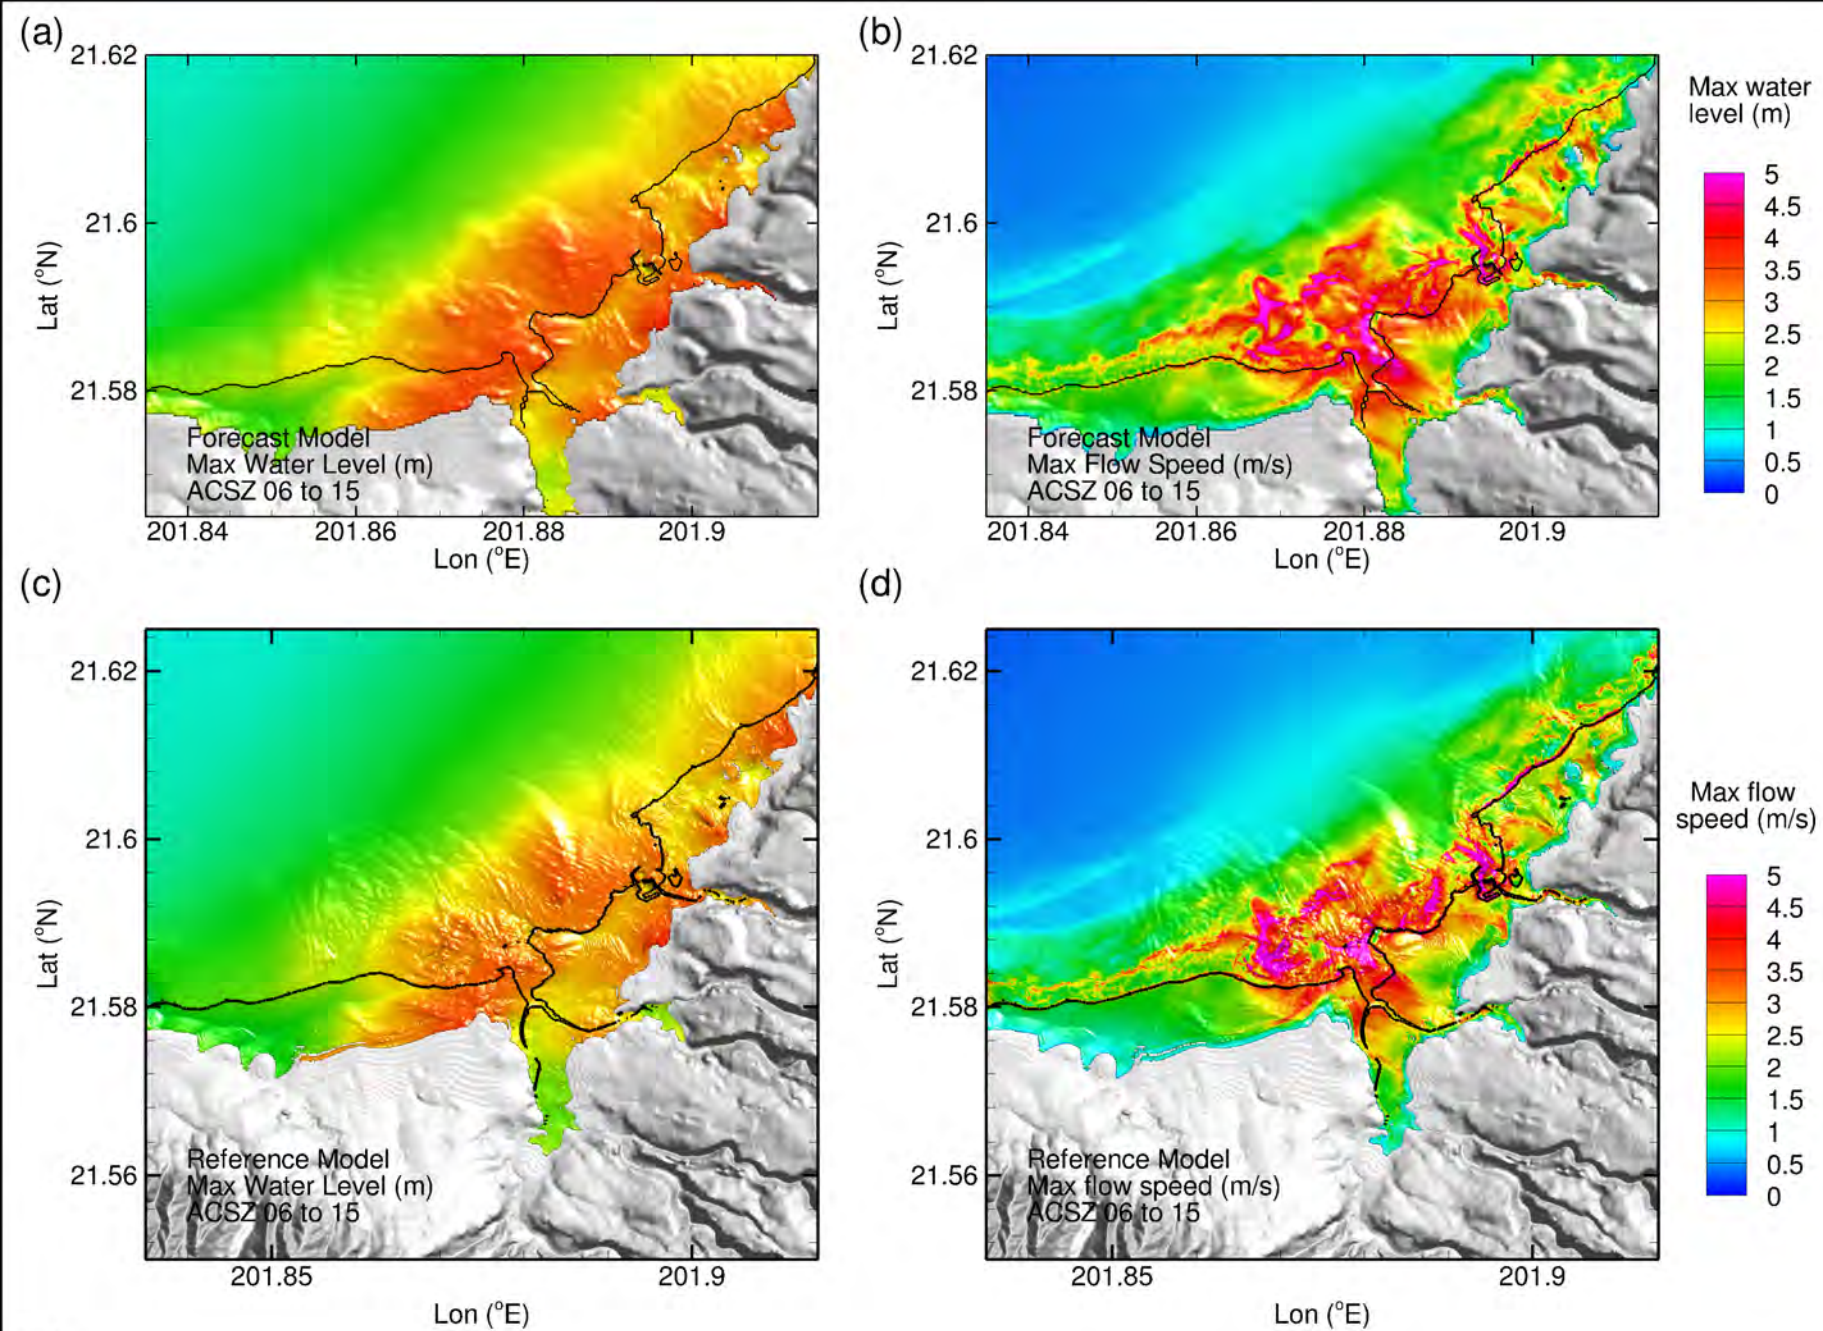 (a)
(b)
21.62
21.6
21.58
Lat (°N)
Forecast Model
Max Water Level (m)
ACSZ 06 to 15
201.84
201.86
201.88
201.9
Lon (°E)
21.62
21.6
21.58
Lat (°N)
Forecast Model
Max Flow Speed (m/s)
ACSZ 06 to 15
201.84
201.86
201.88
201.9
Lon (°E)
Max water
level (m)
5
4.5
4
3.5
3
2.5
2
1.5
1
0.5
0
(c)
(d)
21.62
21.6
21.58
21.56
Lat (°N)
Reference Model
Max Water Level (m)
ACSZ 06 to 15
201.85
201.9
Lon (°E)
21.62
21.6
21.58
21.56
Lat (°N)
Reference Model
Max flow speed (m/s)
ACSZ 06 to 15
201.85
201.9
Lon (°E)
Max flow
speed (m/s)
5
4.5
4
3.5
3
2.5
2
1.5
1
0.5
0